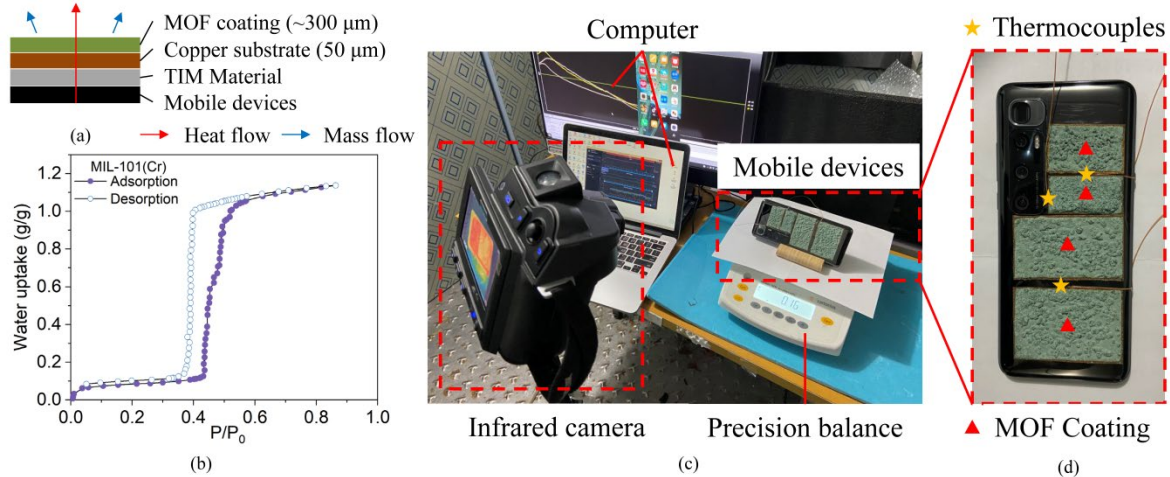 MOF coating (~300 μm)
Copper substrate (50 μm)
TIM Material
Mobile devices
(a)
Heat flow
Mass flow
MIL-101(Cr)
Adsorption
Desorption
Water uptake (g/g)
1.2
1.0
0.8
0.6
0.4
0.2
0.0
0.0
0.2
0.4
0.6
0.8
1.0
P/P₀
(b)
Computer
Mobile devices
0.16
Infrared camera
Precision balance
(c)
Thermocouples
MOF Coating
(d)